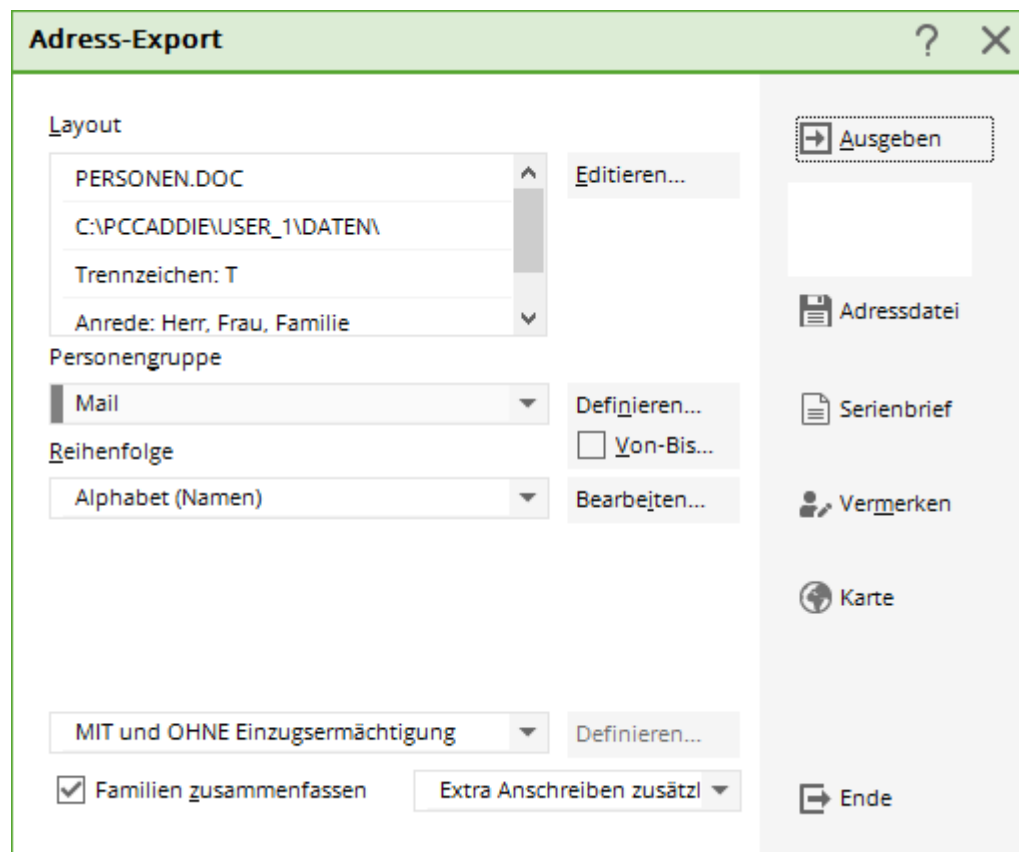 Adress-Export
Layout
PERSONEN.DOC
C:\PCCADDIE\USER_1\DATEN\
Trennzeichen: T
Anrede: Herr, Frau, Familie
Editieren...
Personengruppe
Mail
Definieren...
Von-Bis...
Reihenfolge
Alphabet (Namen)
Bearbeiten...
MIT und OHNE Einzugsermächtigung
Definieren...
Familien zusammenfassen
Extra Anschreiben zusätzl
Ausgeben
Adressdatei
Serienbrief
Vermerken
Karte
Ende